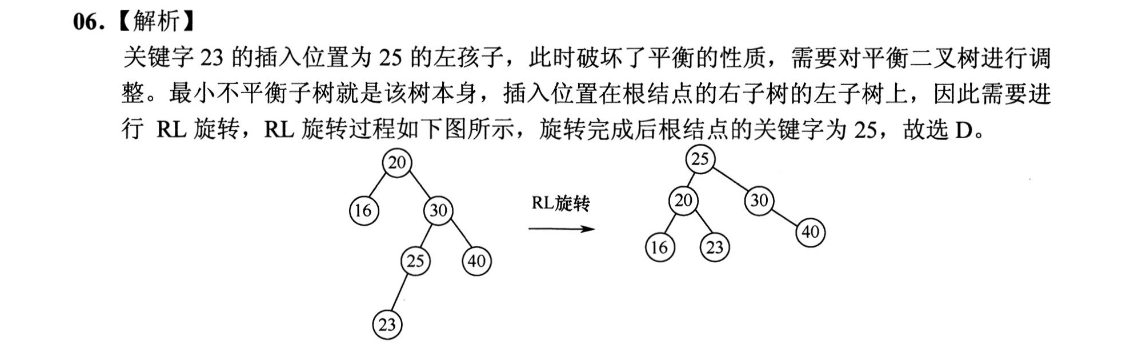 06.【解析】
关键字 23 的插入位置为 25 的左孩子，此时破坏了平衡的性质，需要对平衡二叉树进行调
整。最小不平衡子树就是该树本身，插入位置在根结点的右子树的左子树上，因此需要进
行 RL 旋转，RL 旋转过程如下图所示，旋转完成后根结点的关键字为 25，故选 D。
20
16
30
25
40
23
RL旋转
25
20
30
16
23
40